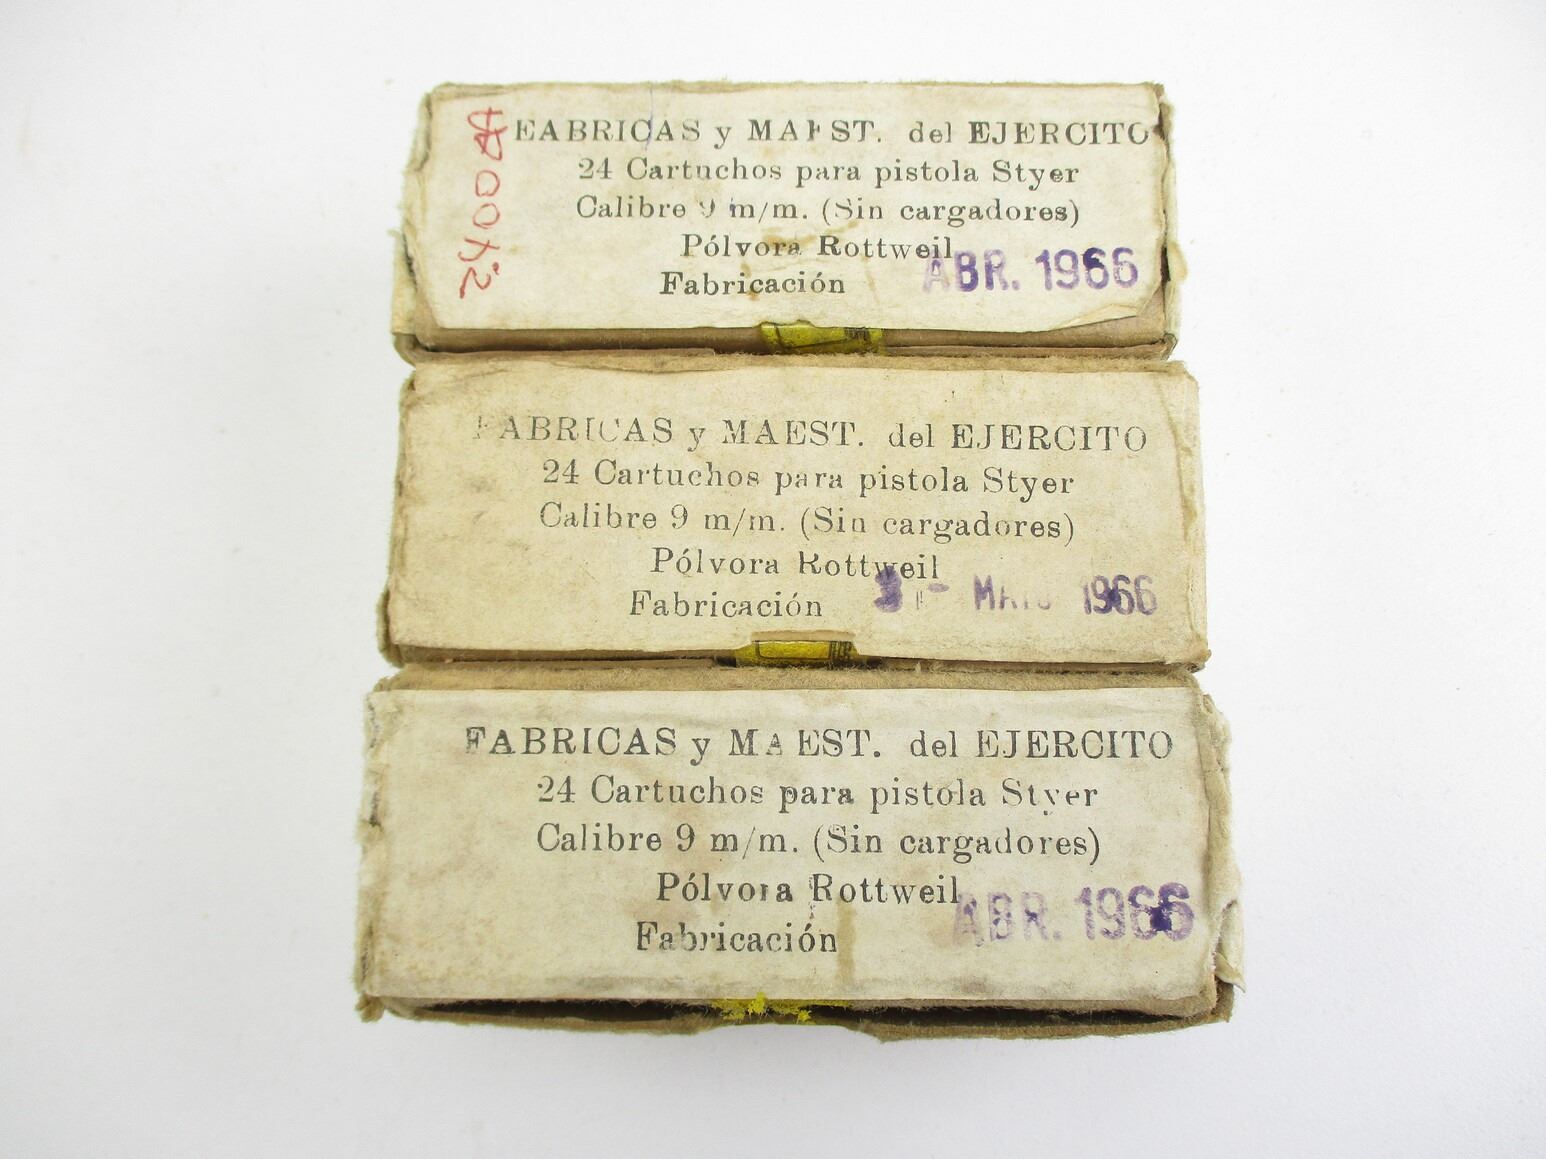 FABRICAS y MAEST. del EJERCITO
24 Cartuchos para pistola Styer
Calibre 9 m/m. (Sin cargadores)
Pólvora Rottweil
Fabricación ABR. 1966
FABRICAS y MAEST. del EJERCITO
24 Cartuchos para pistola Styer
Calibre 9 m/m. (Sin cargadores)
Pólvora Rottweil
Fabricación 1966
FABRICAS y MAEST. del EJERCITO
24 Cartuchos para pistola Styer
Calibre 9 m/m. (Sin cargadores)
Pólvora Rottweil
Fabricación ABR. 1966